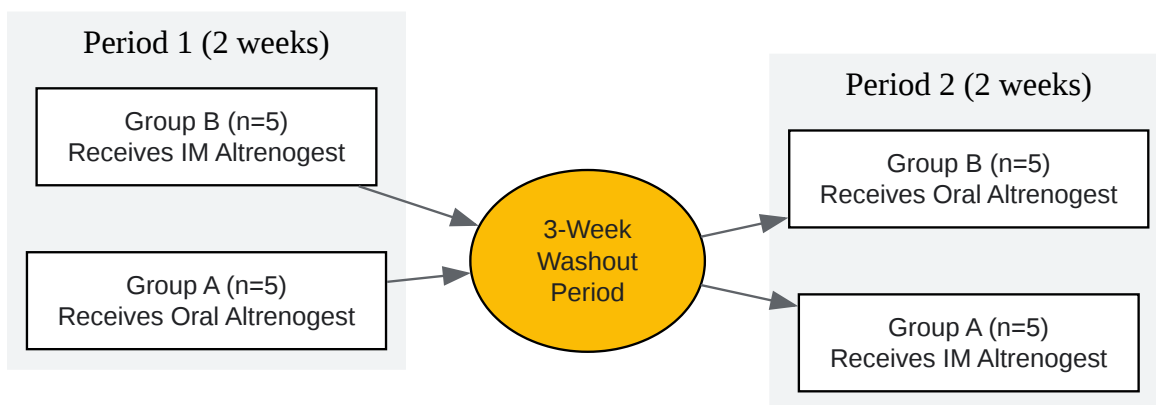 Period 1 (2 weeks)
Group B (n=5)
Receives IM Altrenogest
Group A (n=5)
Receives Oral Altrenogest
3-Week
Washout
Period
Period 2 (2 weeks)
Group B (n=5)
Receives Oral Altrenogest
Group A (n=5)
Receives IM Altrenogest